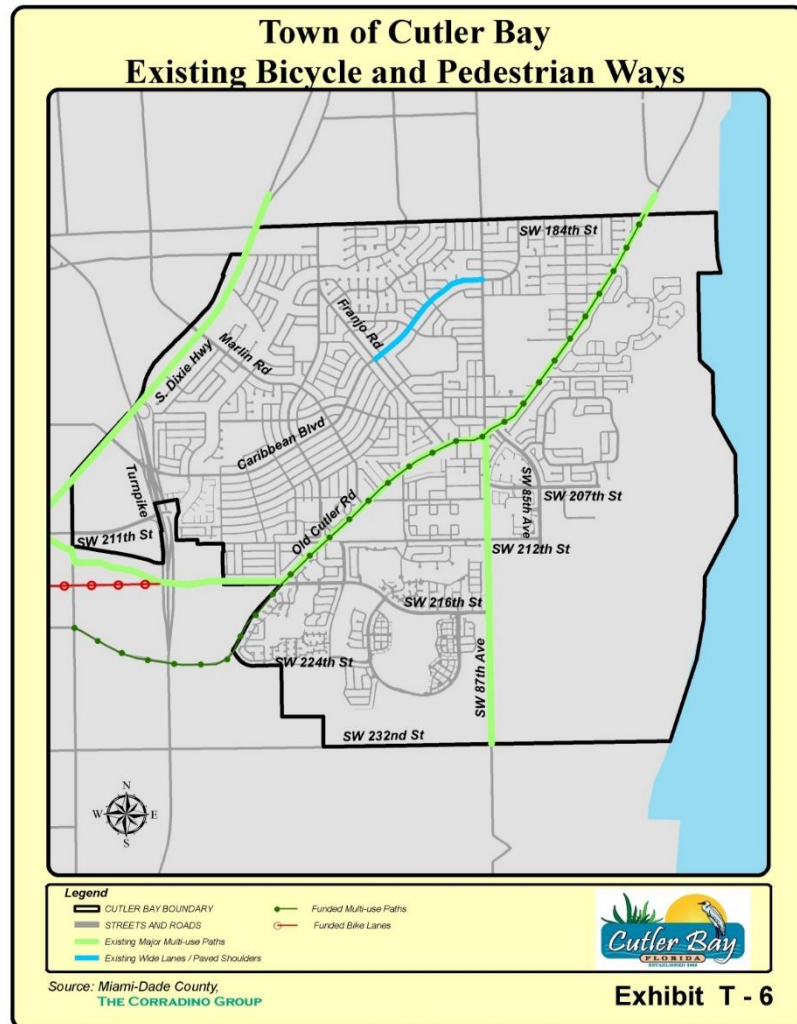 Town of Cutler Bay
Existing Bicycle and Pedestrian Ways
SW 184th St
Franjo Rd
Marlin Rd
S. Dixie Hwy
Caribbean Blvd
Turnpike
Old Cutler Rd
SW 85th Ave
SW 207th St
SW 211th St
SW 212th St
SW 216th St
SW 224th St
SW 87th Ave
SW 232nd St
N
W E
S
Legend
CUTLER BAY BOUNDARY
STREETS AND ROADS
Existing Major Multi-use Paths
Existing Wide Lanes / Paved Shoulders
Funded Multi-use Paths
Funded Bike Lanes
Cutler Bay
FLORIDA
Source: Miami-Dade County,
THE CORRADINO GROUP
Exhibit T - 6